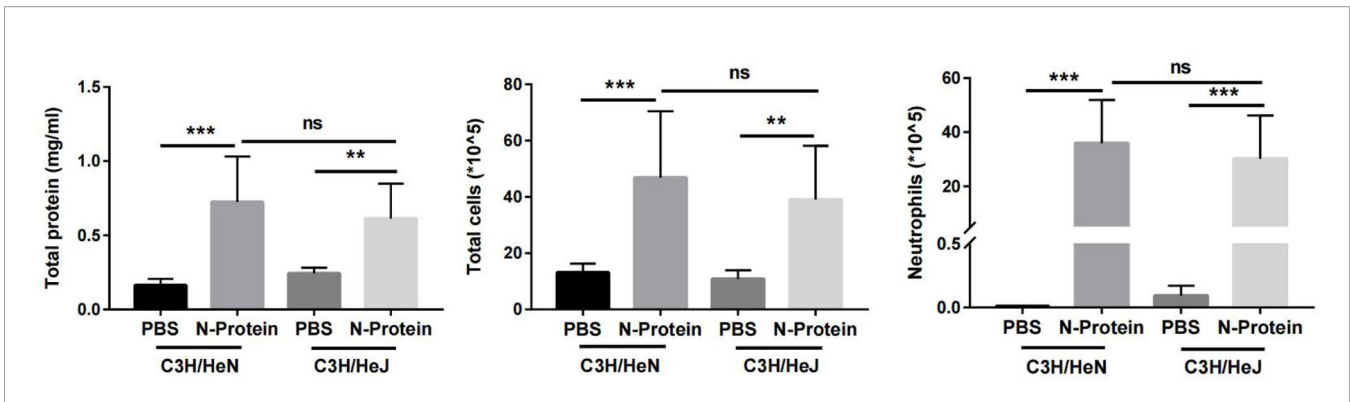 Total protein (mg/ml)
1.5
1.0
0.5
0.0
***
ns
**
PBS N-Protein PBS N-Protein
C3H/HeN C3H/HeJ
Total cells (*10^5)
80
60
40
20
0
***
ns
**
PBS N-Protein PBS N-Protein
C3H/HeN C3H/HeJ
Neutrophils (*10^5)
60
40
20
0.5
0.0
***
ns
***
PBS N-Protein PBS N-Protein
C3H/HeN C3H/HeJ